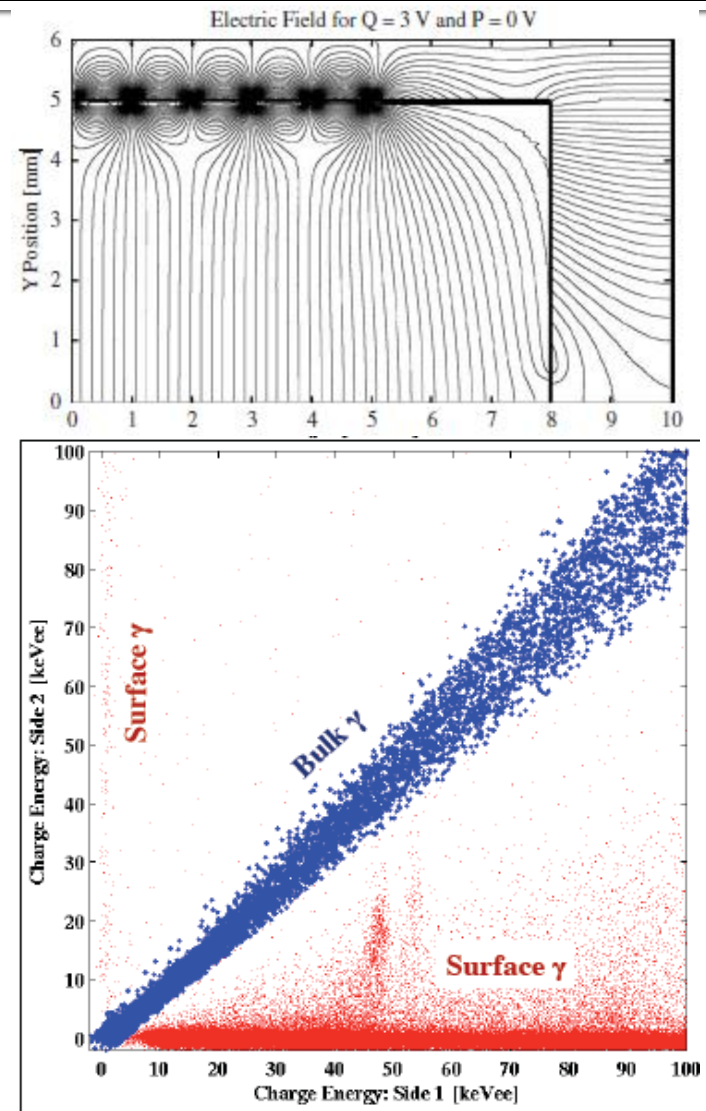 Electric Field for Q = 3 V and P = 0 V
6
5
4
3
2
1
0
Y Position [mm]
0 1 2 3 4 5 6 7 8 9 10
100
90
80
70
60
50
40
30
20
10
0
Charge Energy: Side 2 [keVee]
Surface γ
Bulk γ
Surface γ
0 10 20 30 40 50 60 70 80 90 100
Charge Energy: Side 1 [keVee]